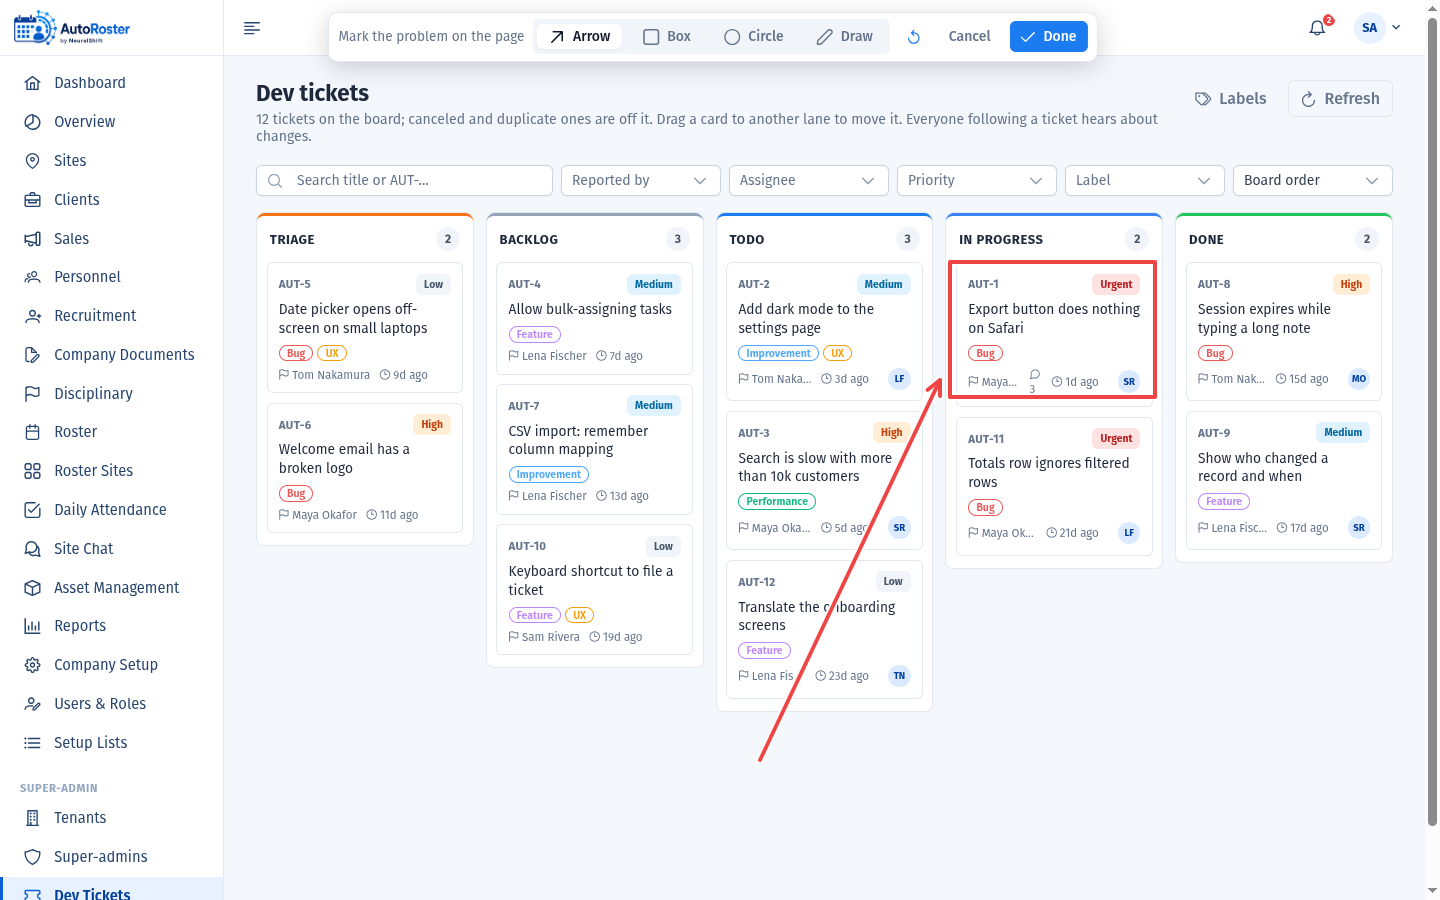 AutoRoster
by NeuralShift
Mark the problem on the page
Arrow
Box
Circle
Draw
Cancel
Done
2
SA
Dashboard
Overview
Sites
Clients
Sales
Personnel
Recruitment
Company Documents
Disciplinary
Roster
Roster Sites
Daily Attendance
Site Chat
Asset Management
Reports
Company Setup
Users & Roles
Setup Lists
SUPER-ADMIN
Tenants
Super-admins
Dev Tickets
Dev tickets
12 tickets on the board; canceled and duplicate ones are off it. Drag a card to another lane to move it. Everyone following a ticket hears about
changes.
Labels
Refresh
Search title or AUT-...
Reported by
Assignee
Priority
Label
Board order
TRIAGE 2
AUT-5 Low
Date picker opens off-
screen on small laptops
Bug UX
Tom Nakamura 9d ago
AUT-6 High
Welcome email has a
broken logo
Bug
Maya Okafor 11d ago
BACKLOG 3
AUT-4 Medium
Allow bulk-assigning tasks
Feature
Lena Fischer 7d ago
AUT-7 Medium
CSV import: remember
column mapping
Improvement
Lena Fischer 13d ago
AUT-10 Low
Keyboard shortcut to file a
ticket
Feature UX
Sam Rivera 19d ago
TODO 3
AUT-2 Medium
Add dark mode to the
settings page
Improvement UX
Tom Naka... 3d ago LF
AUT-3 High
Search is slow with more
than 10k customers
Performance
Maya Oka... 5d ago SR
AUT-12 Low
Translate the onboarding
screens
Feature
Lena Fis 23d ago TN
IN PROGRESS 2
AUT-1 Urgent
Export button does nothing
on Safari
Bug
Maya... 3 1d ago SR
AUT-11 Urgent
Totals row ignores filtered
rows
Bug
Maya Ok... 21d ago LF
DONE 2
AUT-8 High
Session expires while
typing a long note
Bug
Tom Nak... 15d ago MO
AUT-9 Medium
Show who changed a
record and when
Feature
Lena Fisc... 17d ago SR